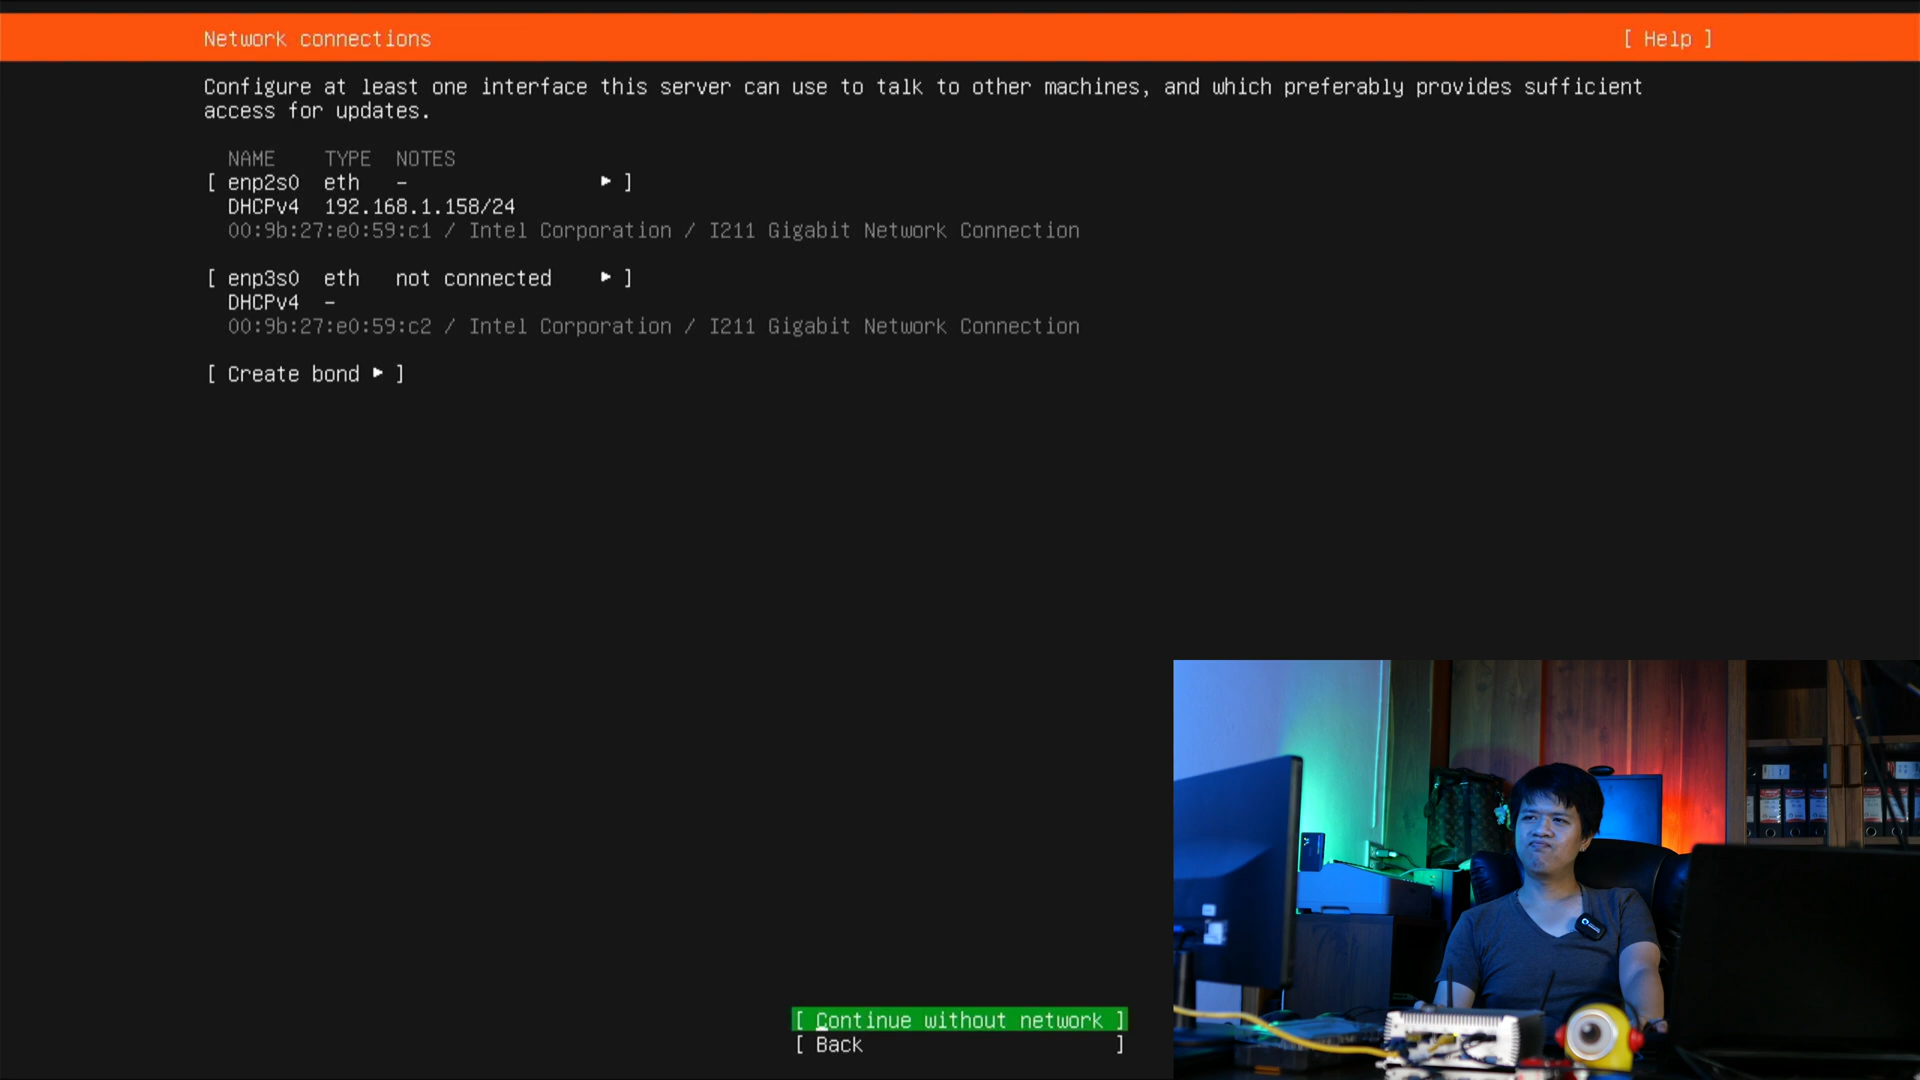 Network connections [ Help ]
Configure at least one interface this server can use to talk to other machines, and which preferably provides sufficient
access for updates.
NAME TYPE NOTES
[ enp2s0 eth - ▸ ]
DHCPv4 192.168.1.158/24
00:9b:27:e0:59:c1 / Intel Corporation / I211 Gigabit Network Connection
[ enp3s0 eth not connected ▸ ]
DHCPv4 -
00:9b:27:e0:59:c2 / Intel Corporation / I211 Gigabit Network Connection
[ Create bond ▸ ]
[ Continue without network ]
[ Back ]